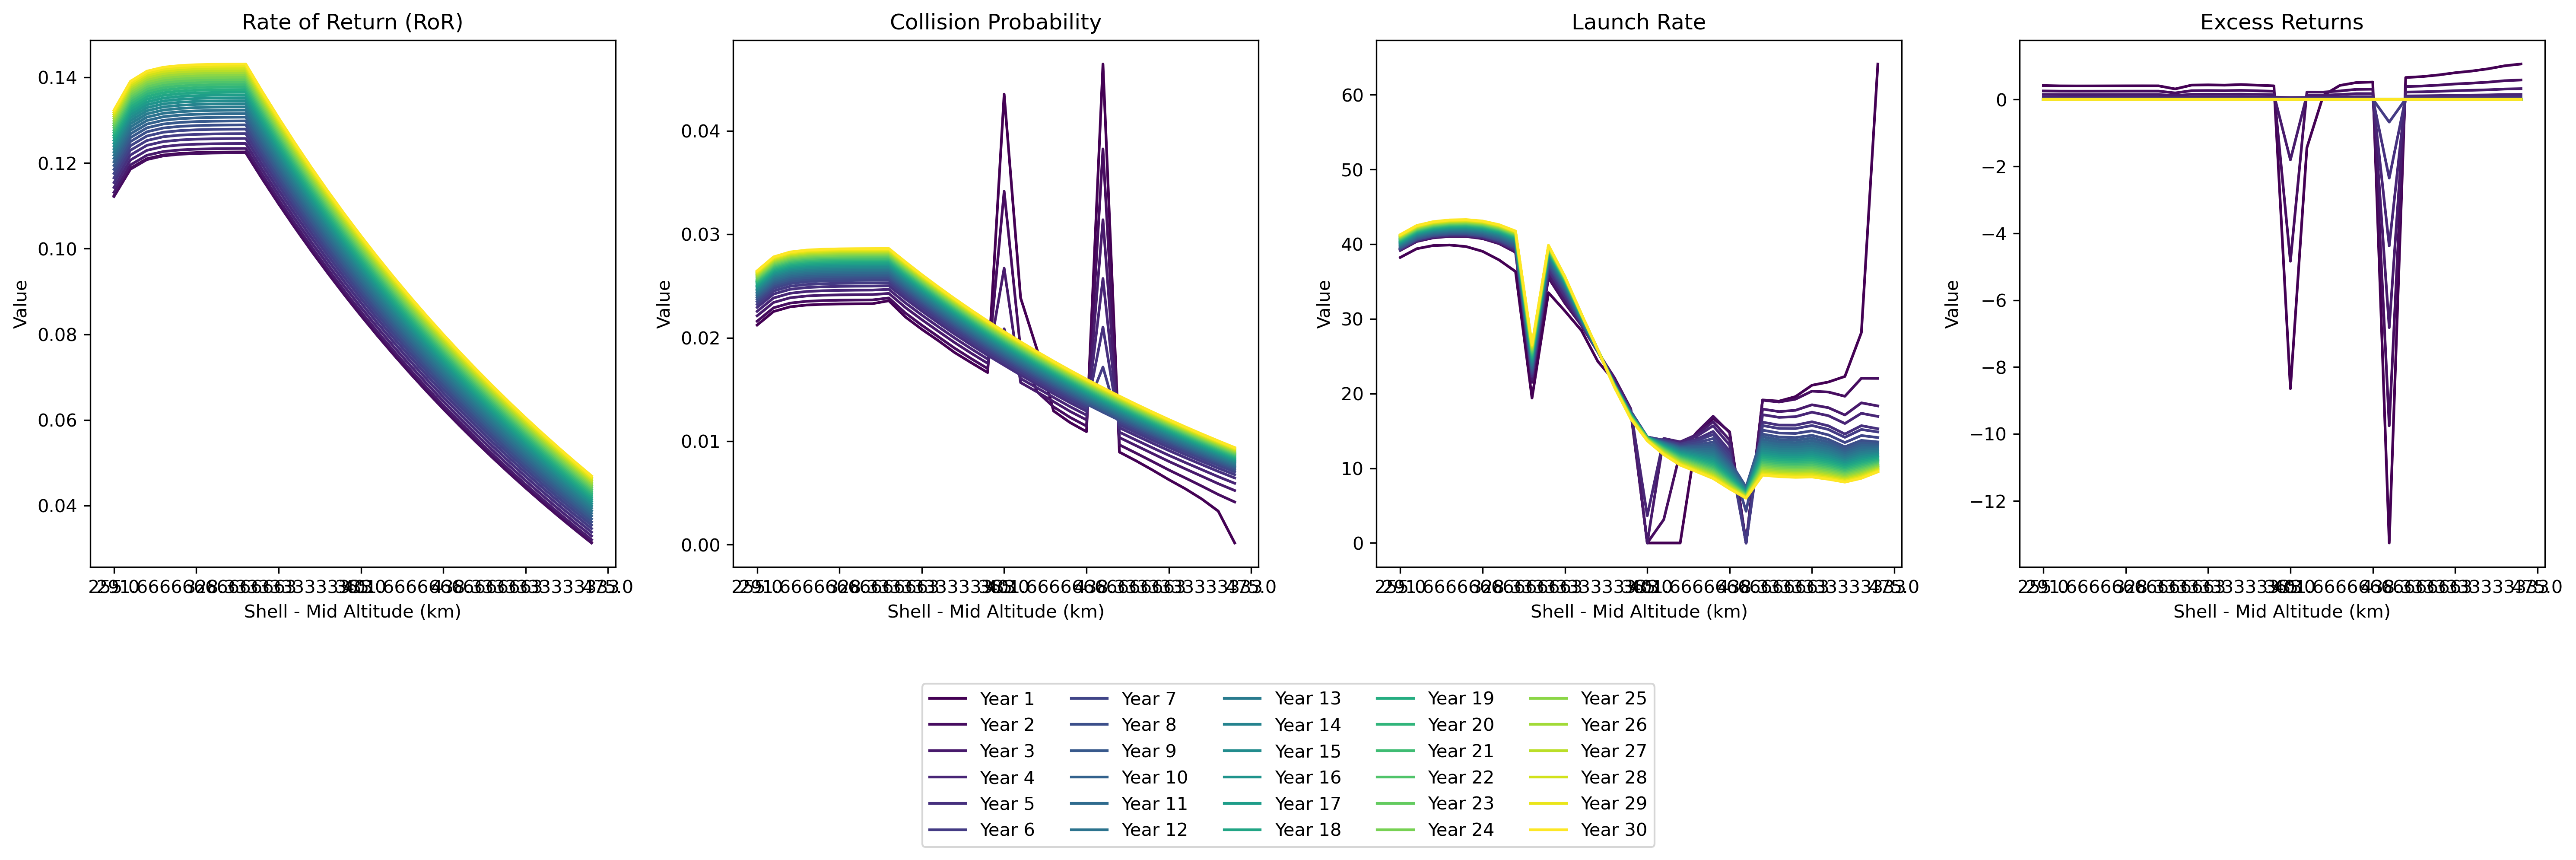 Rate of Return (RoR)
Collision Probability
Launch Rate
Excess Returns
Value
0.14
0.12
0.10
0.08
0.06
0.04
Shell - Mid Altitude (km)
Value
0.04
0.03
0.02
0.01
0.00
Shell - Mid Altitude (km)
Value
60
50
40
30
20
10
0
Shell - Mid Altitude (km)
Value
0
−2
−4
−6
−8
−10
−12
Shell - Mid Altitude (km)
Year 1
Year 2
Year 3
Year 4
Year 5
Year 6
Year 7
Year 8
Year 9
Year 10
Year 11
Year 12
Year 13
Year 14
Year 15
Year 16
Year 17
Year 18
Year 19
Year 20
Year 21
Year 22
Year 23
Year 24
Year 25
Year 26
Year 27
Year 28
Year 29
Year 30